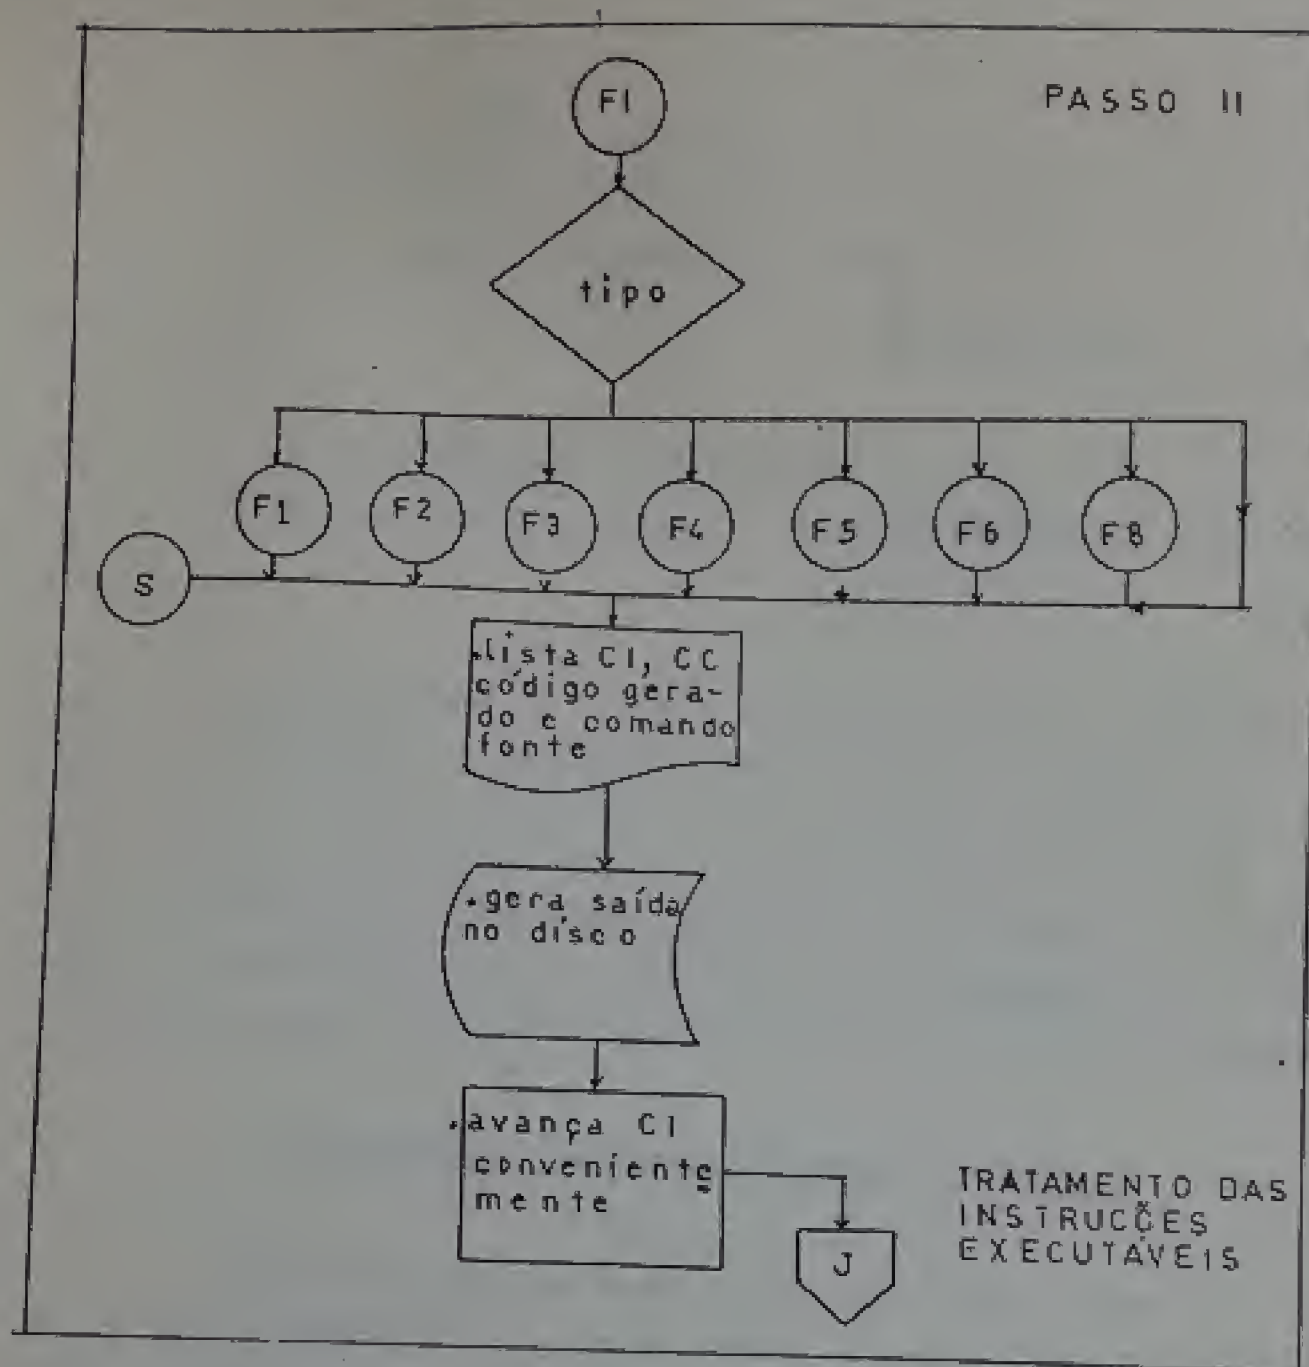 PASSO II
FI
tipo
F1
F2
F3
F4
F5
F6
F8
S
.lista CI, CC
código gera-
do e comando
fonte
.gera saída
no disco
.avança CI
conveniente
mente
J
TRATAMENTO DAS
INSTRUCÕES
EXECUTÁVEIS